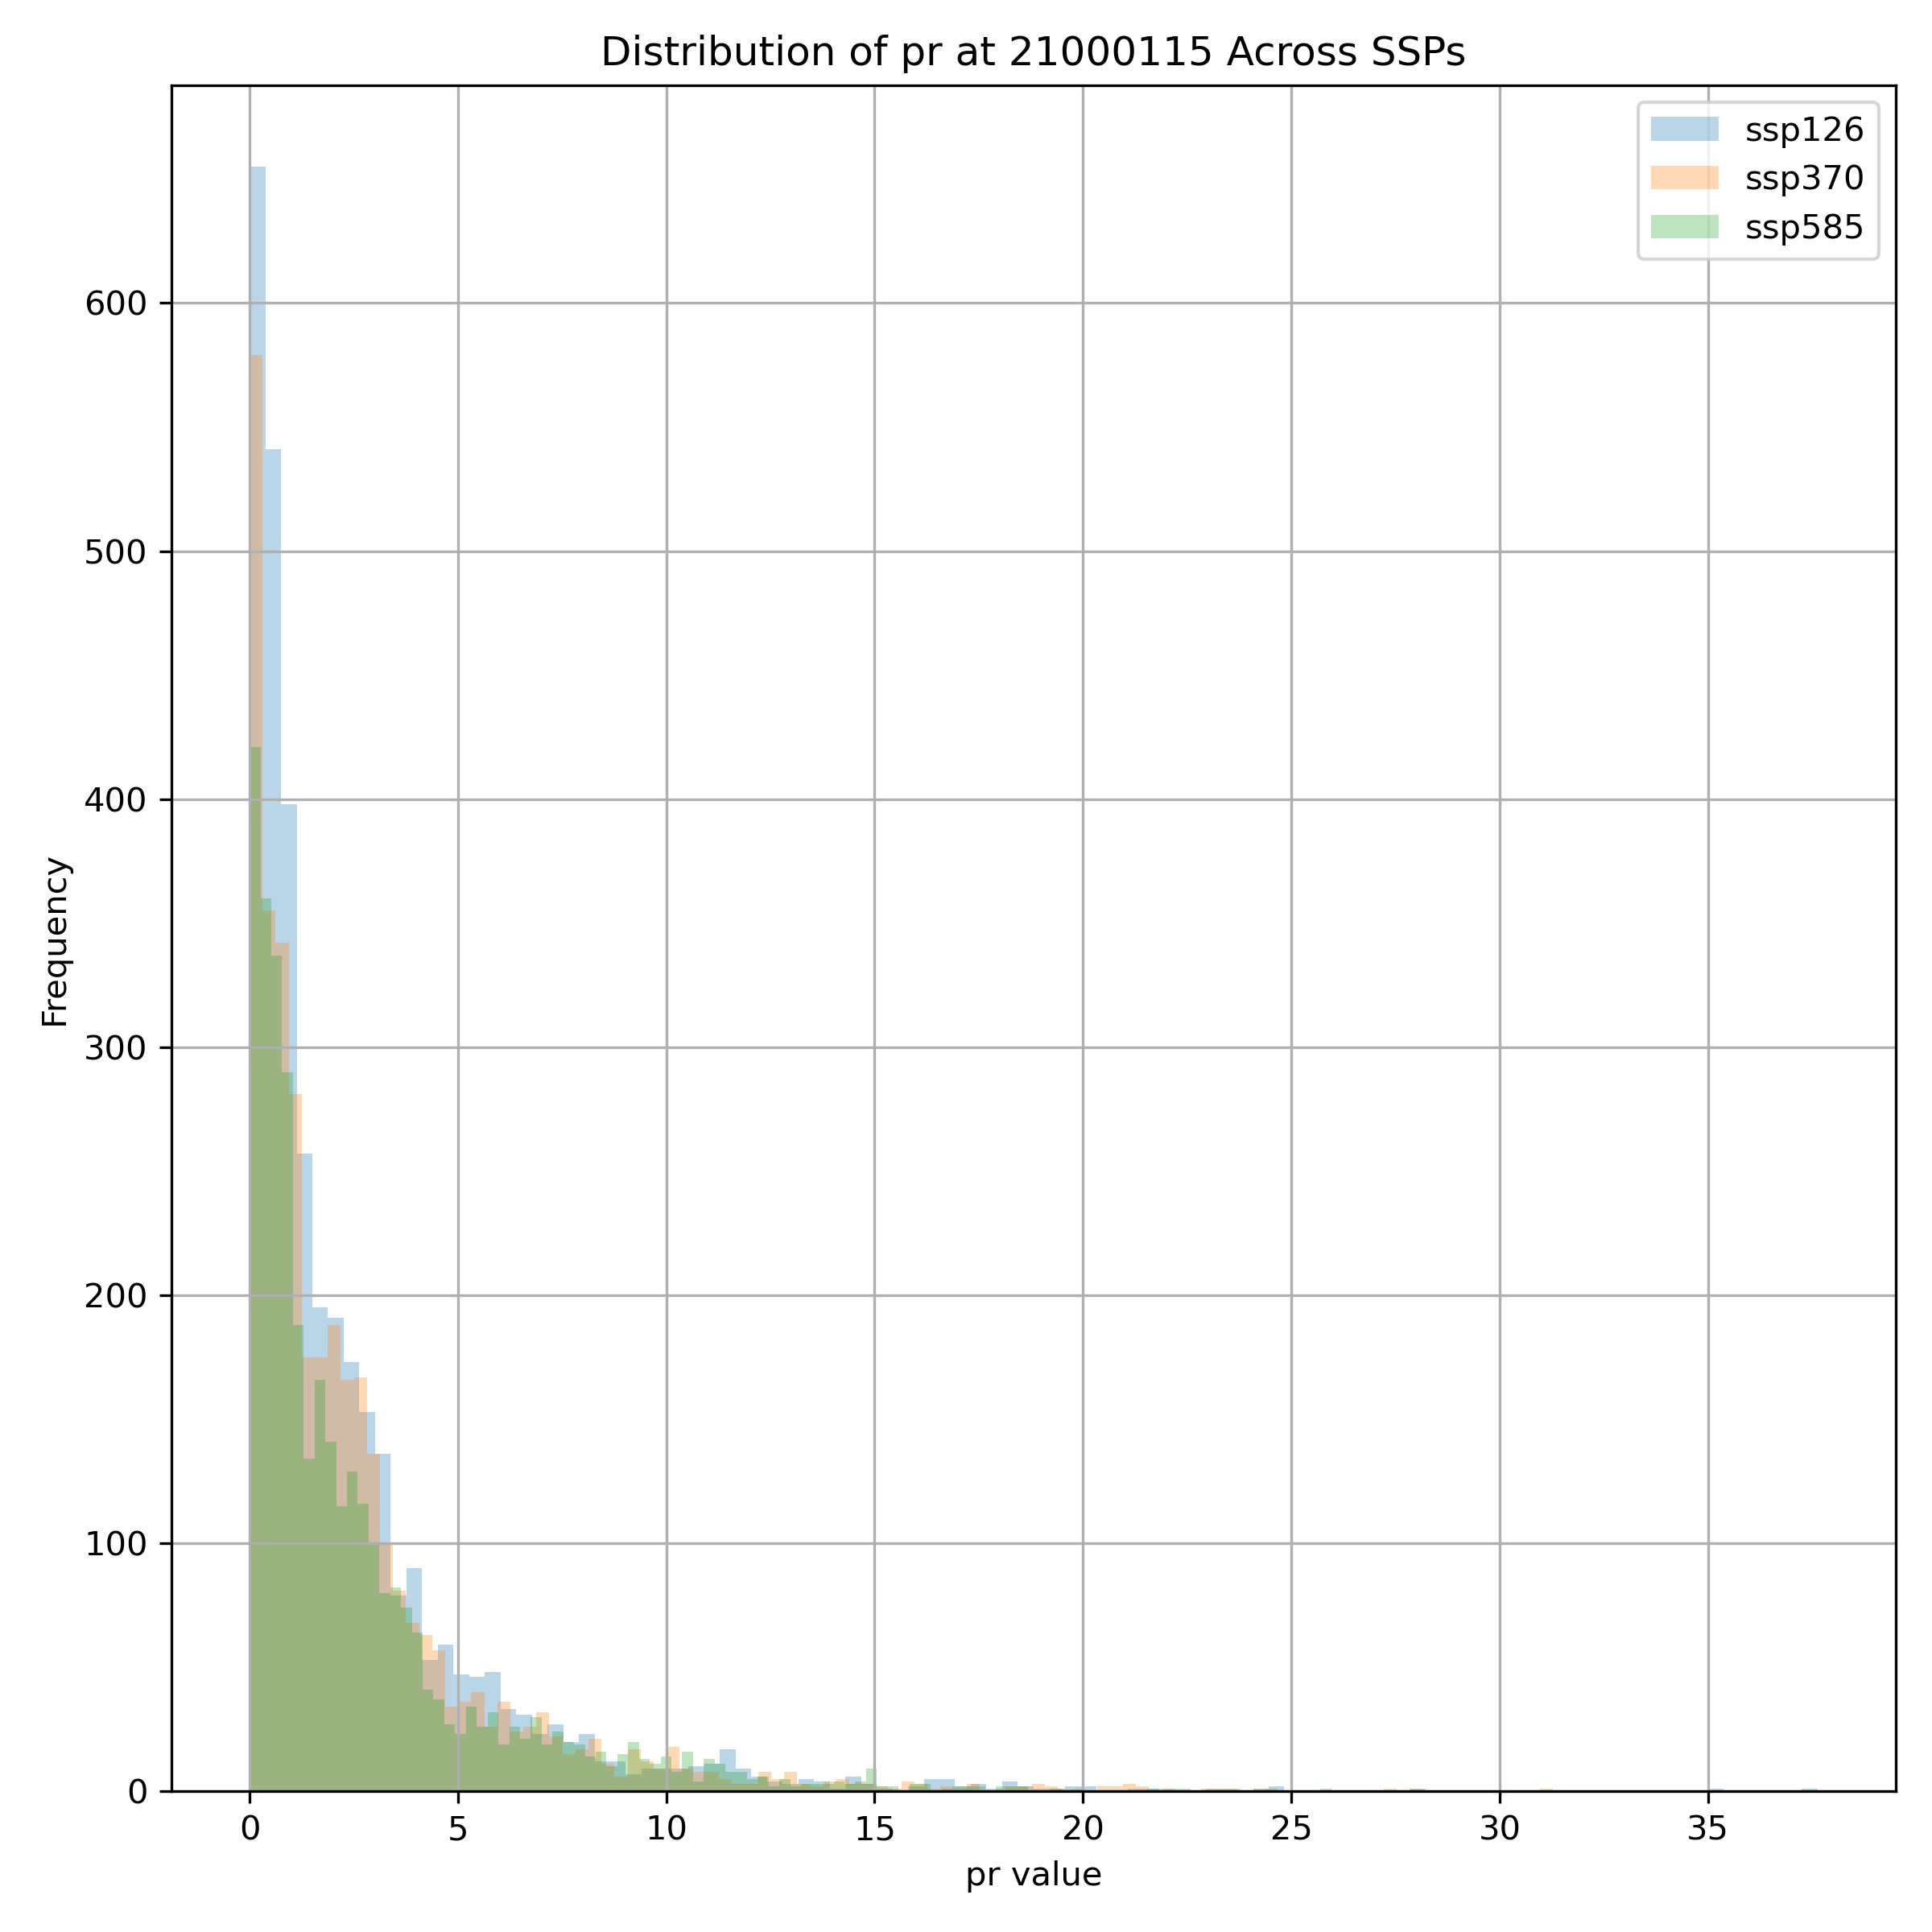 Distribution of pr at 21000115 Across SSPs
ssp126
ssp370
ssp585
Frequency
600
500
400
300
200
100
0
0 5 10 15 20 25 30 35
pr value